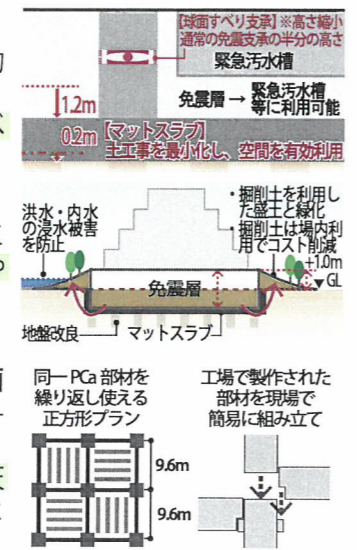 【球面すべり支承】※高さ縮小
通常の免震支承の半分の高さ
緊急汚水槽
1.2m
免震層 → 緊急汚水槽
等に利用可能
0.2m
【マットスラブ】
土工事を最小化し、空間を有効利用
洪水・内水
の浸水被害
を防止
・掘削土を利用し
た盛土と緑化
・掘削土は場内利
用でコスト削減
+1.0m
GL
免震層
地盤改良
マットスラブ
同一 PCa 部材を
繰り返し使える
正方形プラン
9.6m
9.6m
工場で製作された
部材を現場で
簡易に組み立て